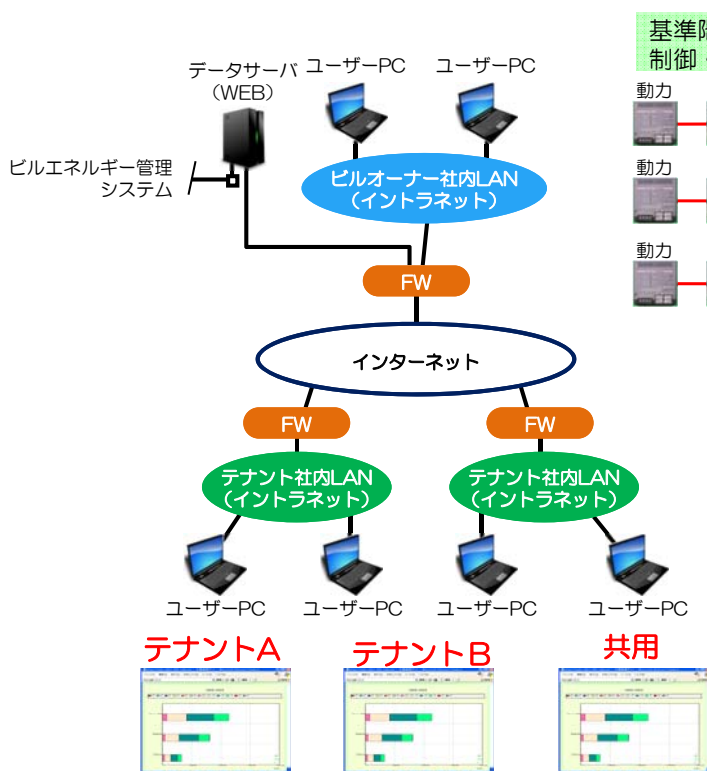 基準
制御
データサーバ
（WEB）
ユーザーPC
ユーザーPC
動力
ビルエネルギー管理
システム
ビルオーナー社内LAN
（イントラネット）
動力
動力
FW
インターネット
FW
FW
テナント社内LAN
（イントラネット）
テナント社内LAN
（イントラネット）
ユーザーPC
ユーザーPC
ユーザーPC
ユーザーPC
テナントA
テナントB
共用